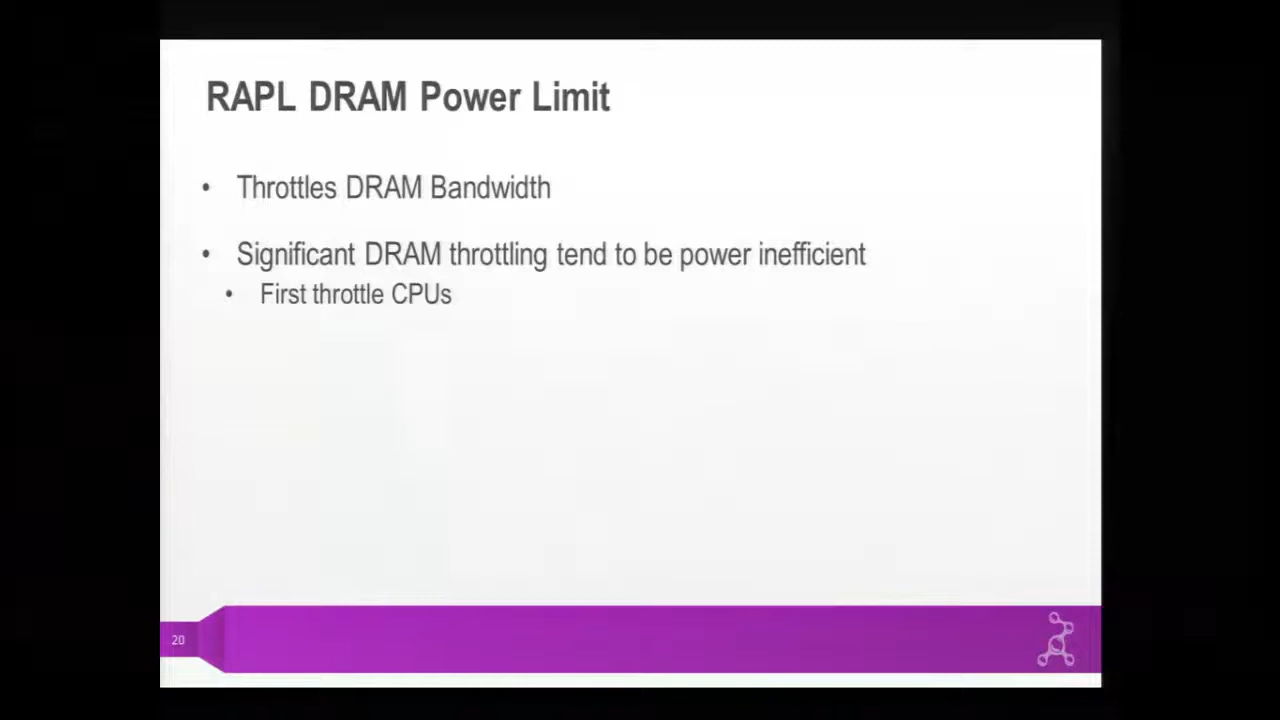 RAPL DRAM Power Limit
• Throttles DRAM Bandwidth
• Significant DRAM throttling tend to be power inefficient
• First throttle CPUs
20